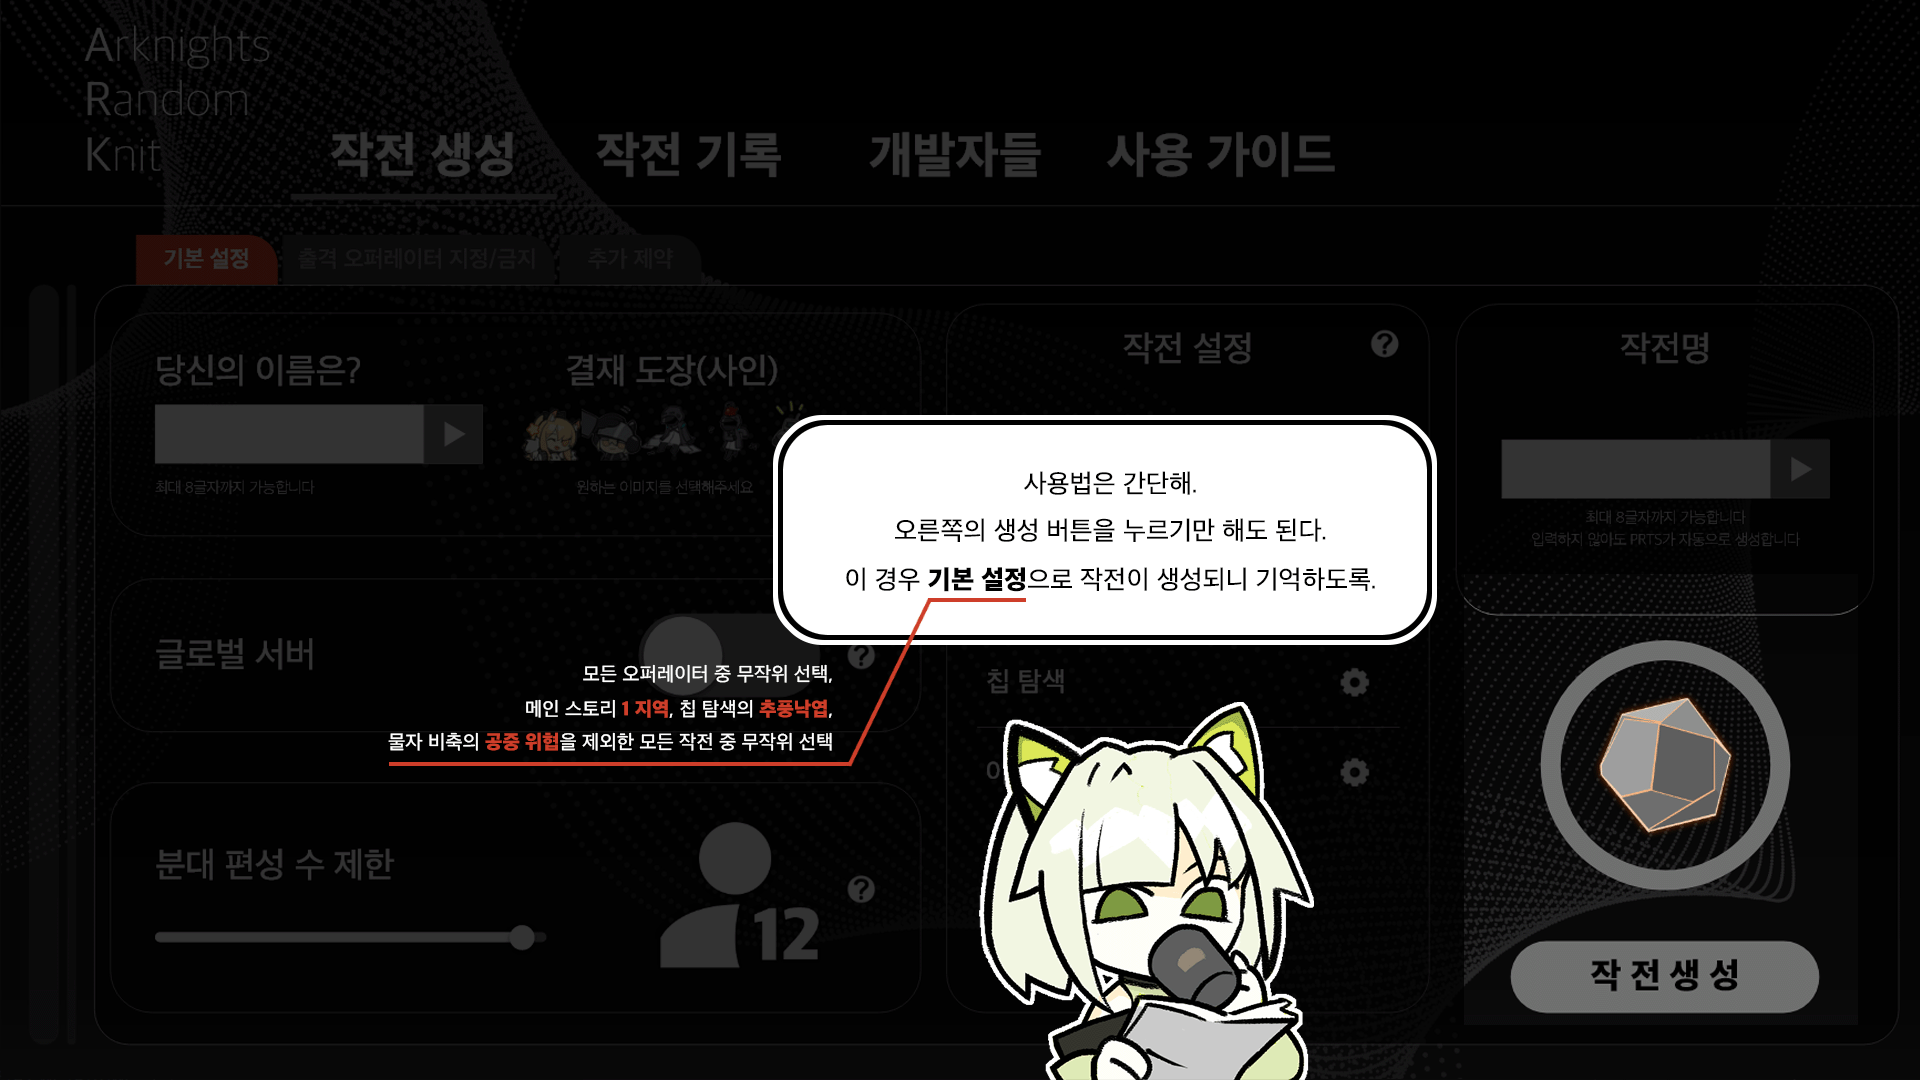 Arknights
Random
Knit
작전 생성
작전 기록
개발자들
사용 가이드
기본 설정
출격 오퍼레이터 지정/금지
추가 제약
당신의 이름은?
결재 도장(사인)
최대 8글자까지 가능합니다
원하는 이미지를 선택해주세요
작전 설정
?
작전명
최대 8글자까지 가능합니다
입력하지 않아도 PRTS가 자동으로 생성합니다
사용법은 간단해.
오른쪽의 생성 버튼을 누르기만 해도 된다.
이 경우 기본 설정으로 작전이 생성되니 기억하도록.
글로벌 서버
?
모든 오퍼레이터 중 무작위 선택,
메인 스토리 1 지역, 칩 탐색의 추풍낙엽,
물자 비축의 공중 위협을 제외한 모든 작전 중 무작위 선택
칩 탐색
분대 편성 수 제한
12
?
작전생성